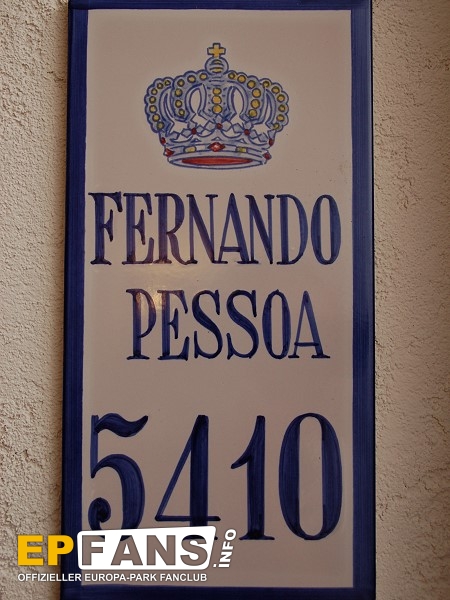 FERNANDO
PESSOA
5410
EPFANS.iNFO
OFFIZIELLER EUROPA-PARK FANCLUB